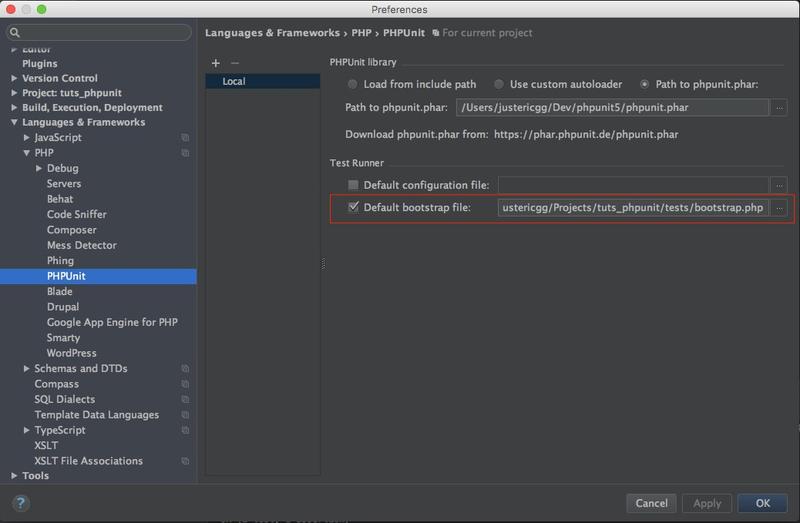 Preferences
Editor
Plugins
Version Control
Project: tuts_phpunit
Build, Execution, Deployment
Languages & Frameworks
JavaScript
PHP
Debug
Servers
Behat
Code Sniffer
Composer
Mess Detector
Phing
PHPUnit
Blade
Drupal
Google App Engine for PHP
Smarty
WordPress
Schemas and DTDs
Compass
SQL Dialects
Template Data Languages
TypeScript
XSLT
XSLT File Associations
Tools
?
Languages & Frameworks › PHP › PHPUnit For current project
+ −
Local
PHPUnit library
Load from include path Use custom autoloader Path to phpunit.phar:
Path to phpunit.phar: /Users/justericgg/Dev/phpunit5/phpunit.phar ...
Download phpunit.phar from: https://phar.phpunit.de/phpunit.phar
Test Runner
Default configuration file: ...
Default bootstrap file: ustericgg/Projects/tuts_phpunit/tests/bootstrap.php ...
Cancel Apply OK